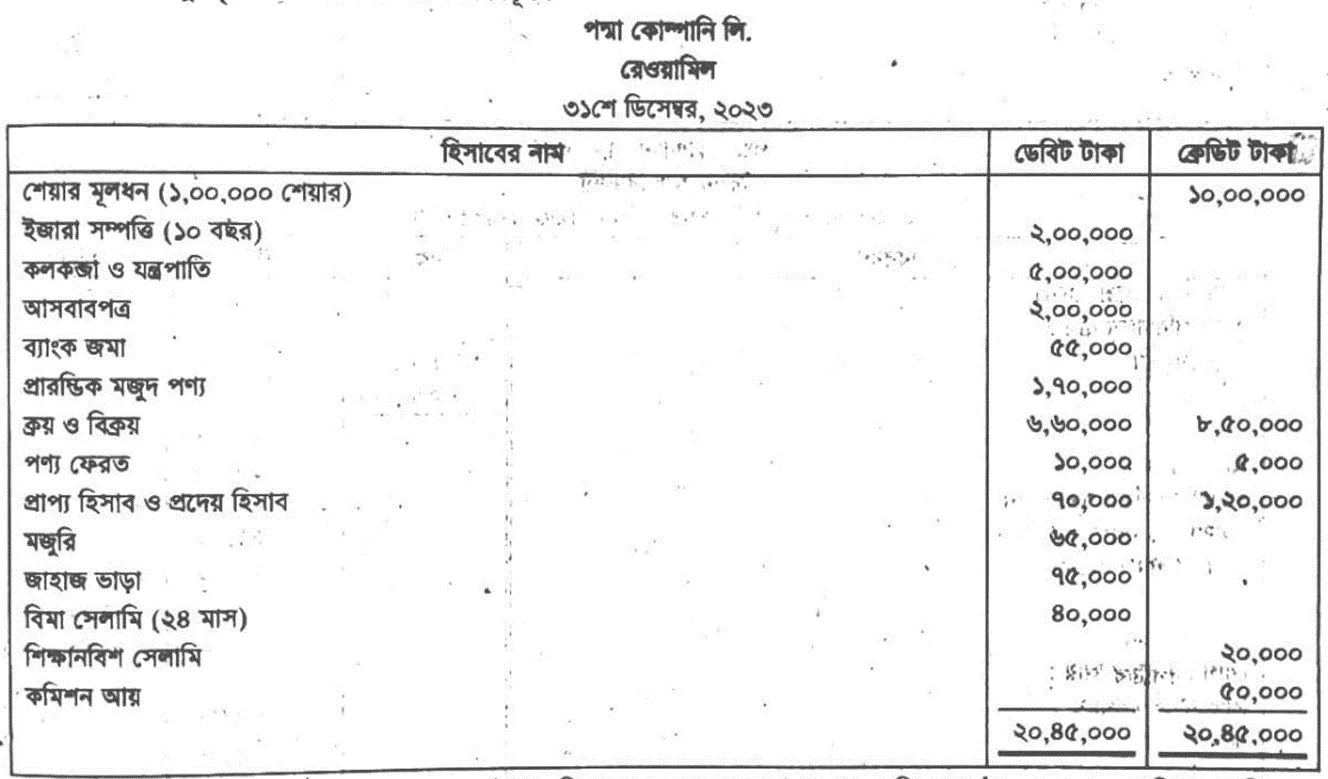 পদ্মা কোম্পানি লি.
রেওয়ামিল
৩১শে ডিসেম্বর, ২০২৩
হিসাবের নাম ডেবিট টাকা ক্রেডিট টাকা
শেয়ার মূলধন (১,০০,০০০ শেয়ার) ১০,০০,০০০
ইজারা সম্পত্তি (১০ বছর) ২,০০,০০০
কলকব্জা ও যন্ত্রপাতি ৫,০০,০০০
আসবাবপত্র ২,০০,০০০
ব্যাংক জমা ৫৫,০০০
প্রারম্ভিক মজুদ পণ্য ১,৭০,০০০
ক্রয় ও বিক্রয় ৬,৬০,০০০ ৮,৫০,০০০
পণ্য ফেরত ১০,০০০ ৫,০০০
প্রাপ্য হিসাব ও প্রদেয় হিসাব ৭০,০০০ ১,২০,০০০
মজুরি ৬৫,০০০
জাহাজ ভাড়া ৭৫,০০০
বিমা সেলামি (২৪ মাস) ৪০,০০০
শিক্ষানবিশ সেলামি ২০,০০০
কমিশন আয় ৫০,০০০
২০,৪৫,০০০ ২০,৪৫,০০০